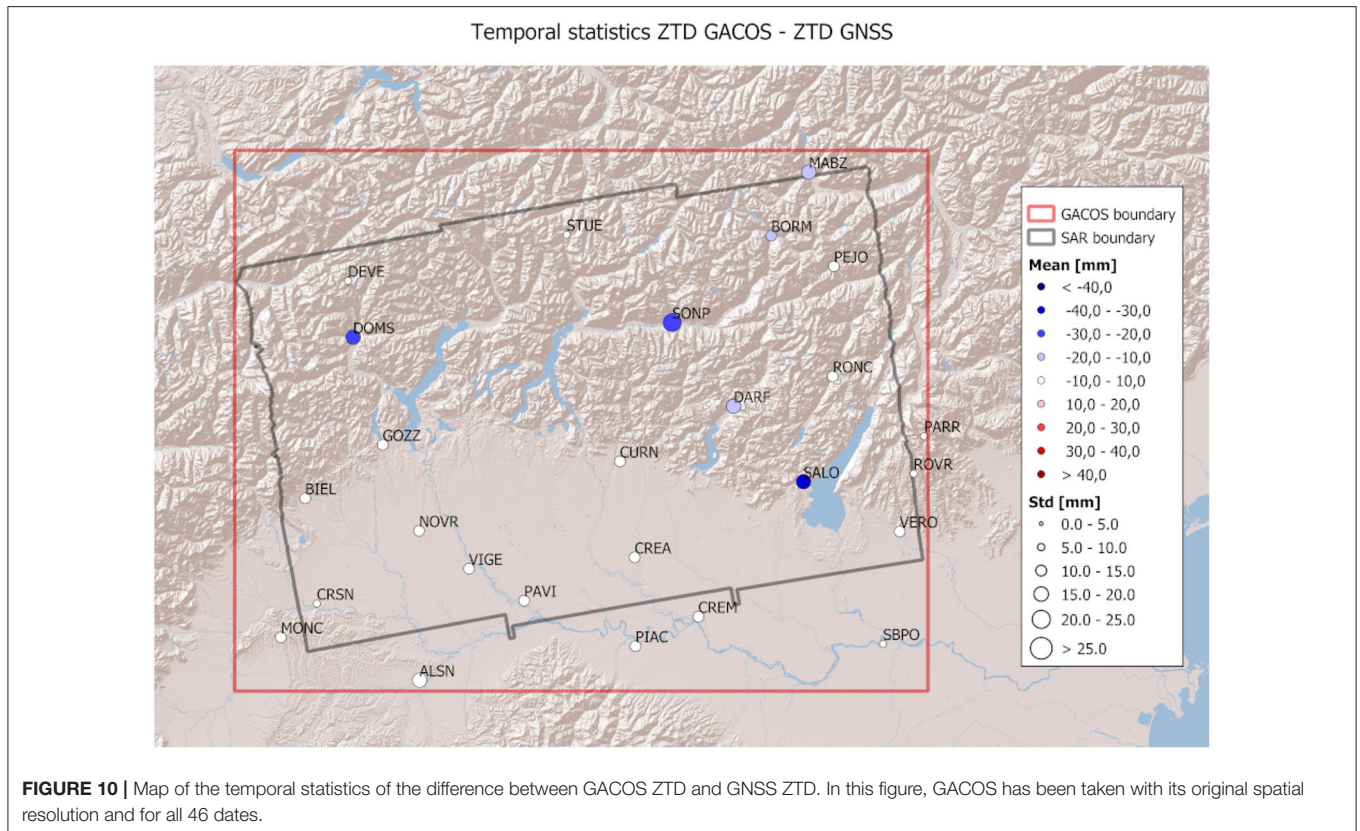 Temporal statistics ZTD GACOS - ZTD GNSS
MABZ
STUE
BORM
PEJO
DEVE
SONP
DOMS
RONC
DARF
PARR
GOZZ
CURN
ROVR
SALO
BIEL
NOVR
VERO
CREA
VIGE
CRSN
PAVI
CREM
MONC
PIAC
SBPO
ALSN
GACOS boundary
SAR boundary
Mean [mm]
< -40,0
-40,0 - -30,0
-30,0 - -20,0
-20,0 - -10,0
-10,0 - 10,0
10,0 - 20,0
20,0 - 30,0
30,0 - 40,0
> 40,0
Std [mm]
0.0 - 5.0
5.0 - 10.0
10.0 - 15.0
15.0 - 20.0
20.0 - 25.0
> 25.0
FIGURE 10 | Map of the temporal statistics of the difference between GACOS ZTD and GNSS ZTD. In this figure, GACOS has been taken with its original spatial
resolution and for all 46 dates.